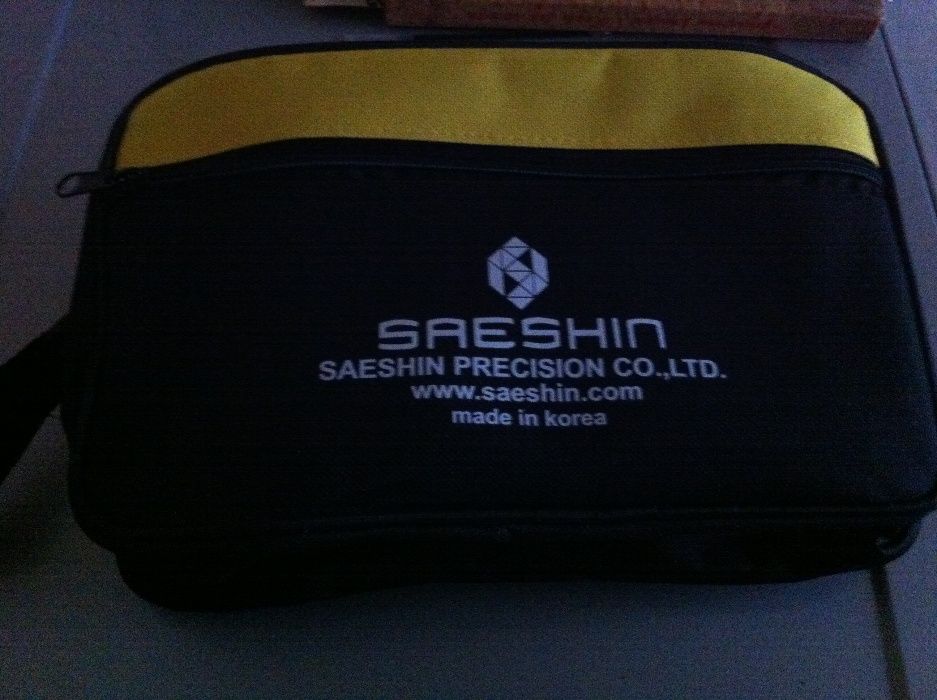 SAESHIN
SAESHIN PRECISION CO.,LTD.
www.saeshin.com
made in korea